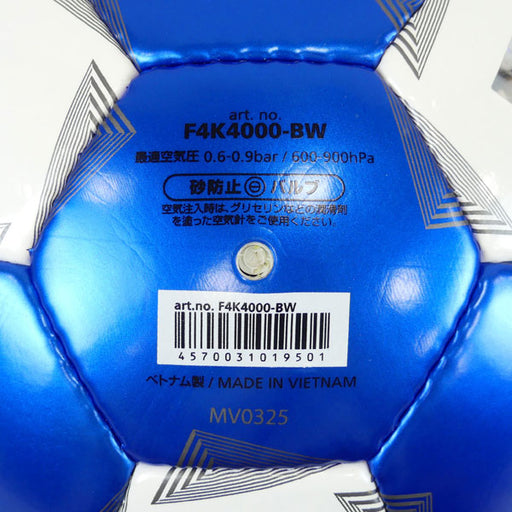 art. no.
F4K4000-BW
最適空気圧 0.6-0.9bar / 600-900hPa
砂防止 バルブ
空気注入時は、グリセリンなどの潤滑剤
を塗った空気針をご使用ください。
art.no. F4K4000-BW
4570031019501
ベトナム製 / MADE IN VIETNAM
MV0325